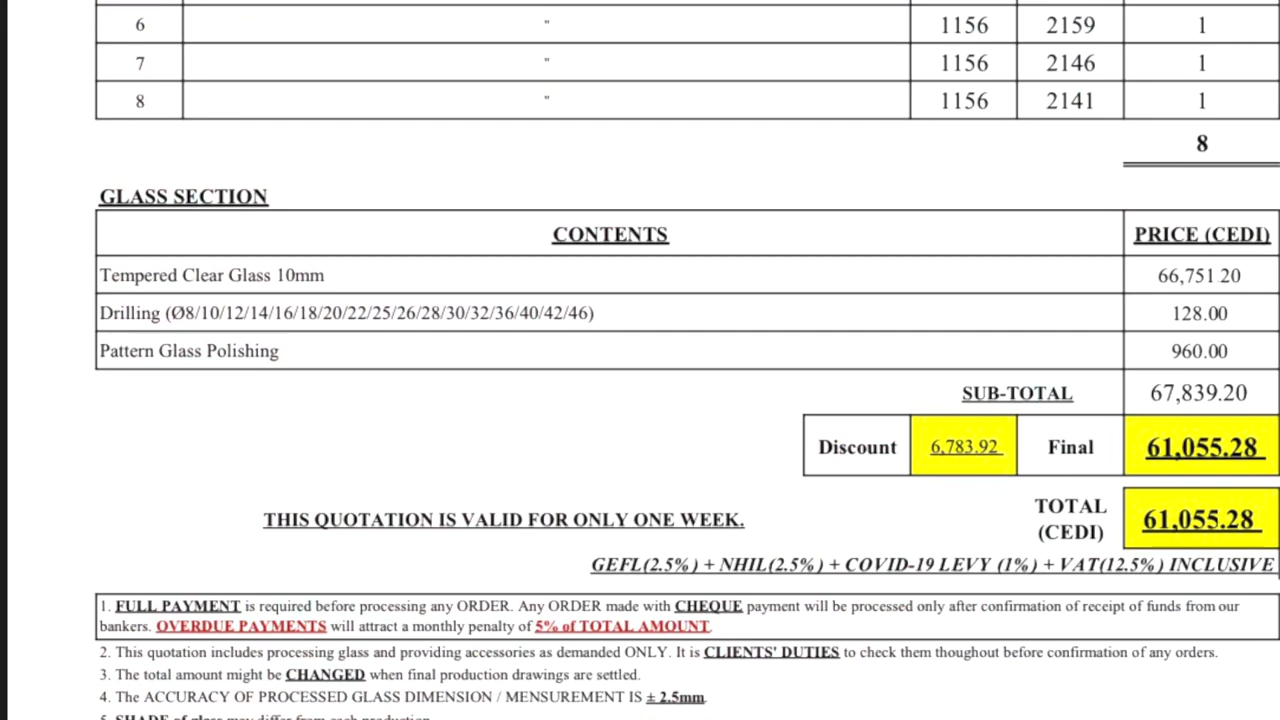 6 " 1156 2159 1
7 " 1156 2146 1
8 " 1156 2141 1
8
GLASS SECTION
CONTENTS PRICE (CEDI)
Tempered Clear Glass 10mm 66,751.20
Drilling (Ø8/10/12/14/16/18/20/22/25/26/28/30/32/36/40/42/46) 128.00
Pattern Glass Polishing 960.00
SUB-TOTAL 67,839.20
Discount 6,783.92 Final 61,055.28
THIS QUOTATION IS VALID FOR ONLY ONE WEEK. TOTAL (CEDI) 61,055.28
GEFL(2.5%) + NHIL(2.5%) + COVID-19 LEVY (1%) + VAT(12.5%) INCLUSIVE
1. FULL PAYMENT is required before processing any ORDER. Any ORDER made with CHEQUE payment will be processed only after confirmation of receipt of funds from our
bankers. OVERDUE PAYMENTS will attract a monthly penalty of 5% of TOTAL AMOUNT.
2. This quotation includes processing glass and providing accessories as demanded ONLY. It is CLIENTS' DUTIES to check them thoughout before confirmation of any orders.
3. The total amount might be CHANGED when final production drawings are settled.
4. The ACCURACY OF PROCESSED GLASS DIMENSION / MENSUREMENT IS ± 2.5mm.
5. SHADE of glass may differ from each production.